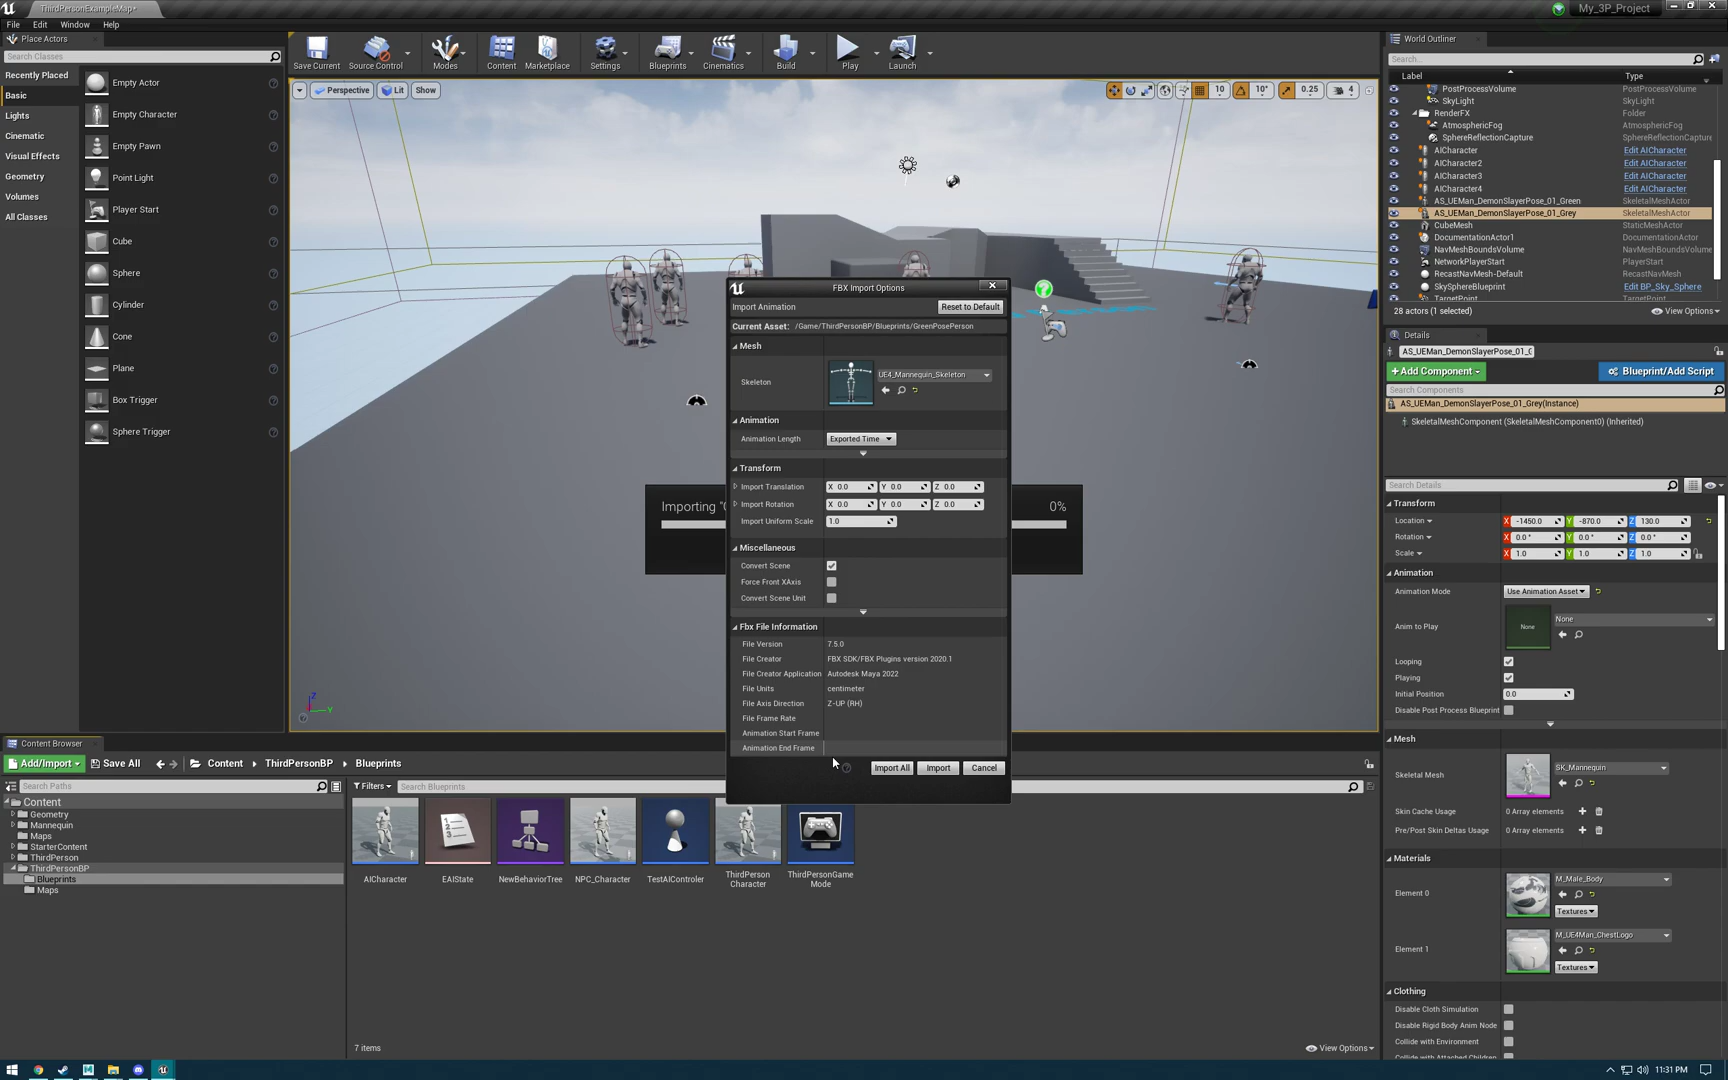 ThirdPersonExampleMap*
My_3P_Project
File Edit Window Help
Place Actors
Search Classes
Recently Placed
Basic
Lights
Cinematic
Visual Effects
Geometry
Volumes
All Classes
Empty Actor
Empty Character
Empty Pawn
Point Light
Player Start
Cube
Sphere
Cylinder
Cone
Plane
Box Trigger
Sphere Trigger
Save Current
Source Control
Modes
Content
Marketplace
Settings
Blueprints
Cinematics
Build
Play
Launch
Perspective Lit Show
10 10° 0.25 4
Importing "
0%
FBX Import Options
Import Animation
Reset to Default
Current Asset: /Game/ThirdPersonBP/Blueprints/GreenPosePerson
Mesh
Skeleton
UE4_Mannequin_Skeleton
Animation
Animation Length Exported Time
Transform
Import Translation X 0.0 Y 0.0 Z 0.0
Import Rotation X 0.0 Y 0.0 Z 0.0
Import Uniform Scale 1.0
Miscellaneous
Convert Scene
Force Front XAxis
Convert Scene Unit
Fbx File Information
File Version 7.5.0
File Creator FBX SDK/FBX Plugins version 2020.1
File Creator Application Autodesk Maya 2022
File Units centimeter
File Axis Direction Z-UP (RH)
File Frame Rate
Animation Start Frame
Animation End Frame
Import All Import Cancel
World Outliner
Search...
Label Type
PostProcessVolume PostProcessVolume
SkyLight SkyLight
RenderFX Folder
AtmosphericFog AtmosphericFog
SphereReflectionCapture SphereReflectionCapture
AICharacter Edit AICharacter
AICharacter2 Edit AICharacter
AICharacter3 Edit AICharacter
AICharacter4 Edit AICharacter
AS_UEMan_DemonSlayerPose_01_Green SkeletalMeshActor
AS_UEMan_DemonSlayerPose_01_Grey SkeletalMeshActor
CubeMesh StaticMeshActor
DocumentationActor1 DocumentationActor
NavMeshBoundsVolume NavMeshBoundsVolume
NetworkPlayerStart PlayerStart
RecastNavMesh-Default RecastNavMesh
SkySphereBlueprint Edit BP_Sky_Sphere
TargetPoint TargetPoint
28 actors (1 selected)
View Options
Details
AS_UEMan_DemonSlayerPose_01_G
+Add Component
Blueprint/Add Script
Search Components
AS_UEMan_DemonSlayerPose_01_Grey(Instance)
SkeletalMeshComponent (SkeletalMeshComponent0) (Inherited)
Search Details
Transform
Location X -1450.0 Y -870.0 Z 130.0
Rotation X 0.0 ° Y 0.0 ° Z 0.0 °
Scale X 1.0 Y 1.0 Z 1.0
Animation
Animation Mode Use Animation Asset
Anim to Play
None
None
Looping
Playing
Initial Position 0.0
Disable Post Process Blueprint
Mesh
Skeletal Mesh
SK_Mannequin
Skin Cache Usage 0 Array elements
Pre/Post Skin Deltas Usage 0 Array elements
Materials
Element 0
M_Male_Body
Textures
Element 1
M_UE4Man_ChestLogo
Textures
Clothing
Disable Cloth Simulation
Disable Rigid Body Anim Node
Collide with Environment
Collide with Attached Children
Content Browser
Add/Import Save All Content ThirdPersonBP Blueprints
Search Paths
Filters
Search Blueprints
Content
Geometry
Mannequin
Maps
StarterContent
ThirdPerson
ThirdPersonBP
Blueprints
Maps
AICharacter
EAIState
NewBehaviorTree
NPC_Character
TestAIControler
ThirdPerson
Character
ThirdPersonGame
Mode
7 items
View Options
11:31 PM